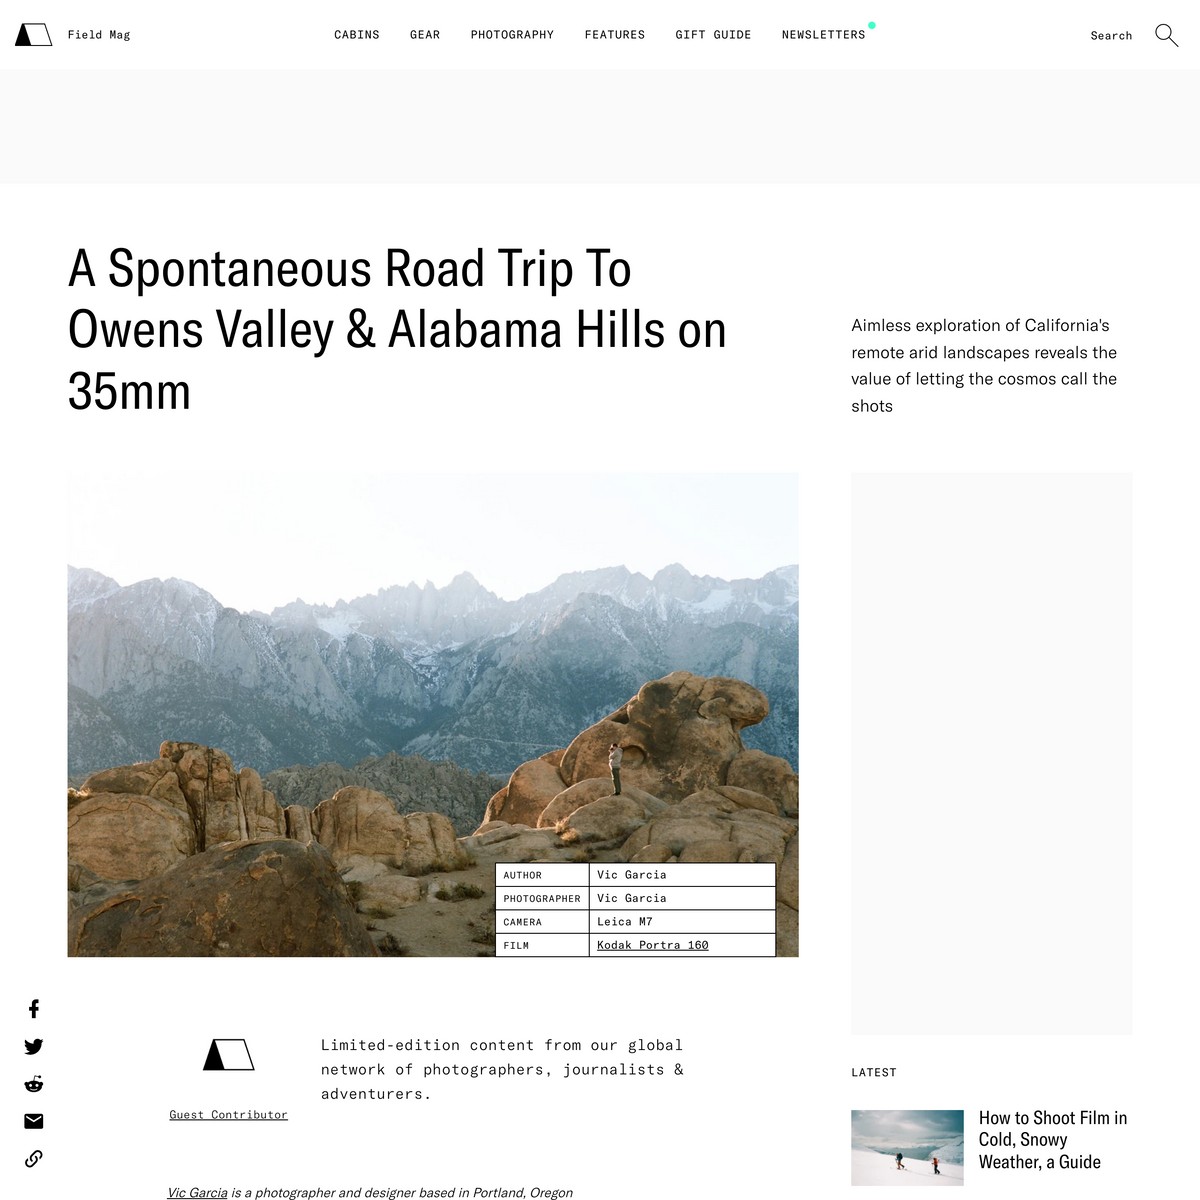 Field Mag
CABINS
GEAR
PHOTOGRAPHY
FEATURES
GIFT GUIDE
NEWSLETTERS
Search
A Spontaneous Road Trip To
Owens Valley & Alabama Hills on
35mm
Aimless exploration of California's
remote arid landscapes reveals the
value of letting the cosmos call the
shots
AUTHOR Vic Garcia
PHOTOGRAPHER Vic Garcia
CAMERA Leica M7
FILM Kodak Portra 160
Guest Contributor
Limited-edition content from our global
network of photographers, journalists &
adventurers.
Vic Garcia is a photographer and designer based in Portland, Oregon
LATEST
How to Shoot Film in
Cold, Snowy
Weather, a Guide